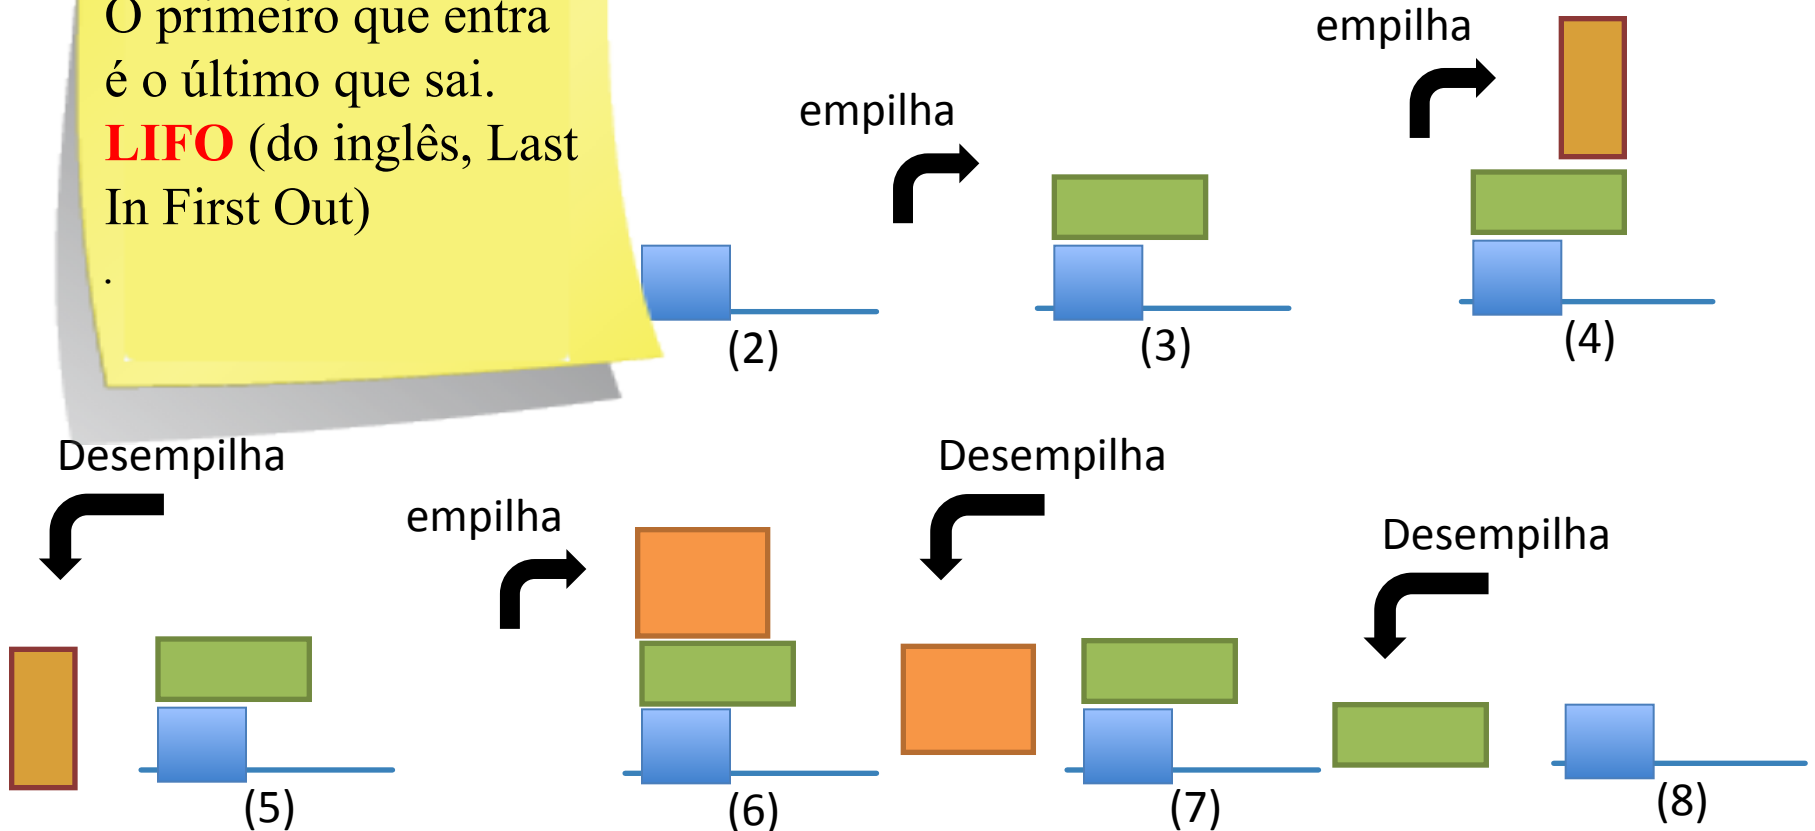 O primeiro que entra
é o último que sai.
LIFO (do inglês, Last
In First Out)
.
empilha
empilha
(2)
(3)
(4)
Desempilha
empilha
Desempilha
Desempilha
(5)
(6)
(7)
(8)